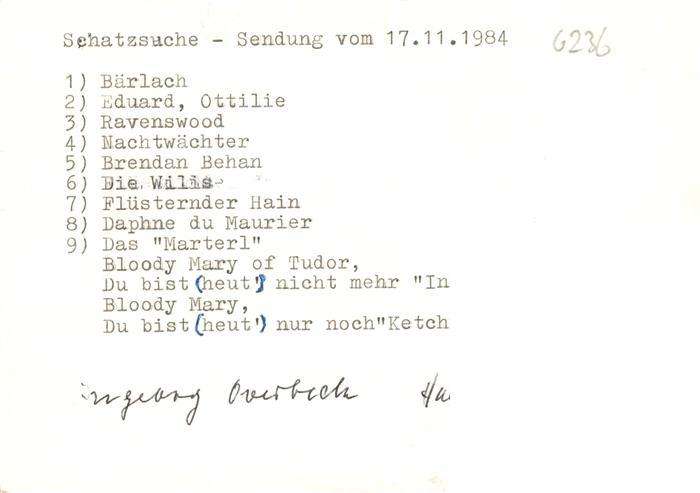 Schatzsuche - Sendung vom 17.11.1984 6236
1) Bärlach
2) Eduard, Ottilie
3) Ravenswood
4) Nachtwächter
5) Brendan Behan
6) Die Wilis
7) Flüsternder Hain
8) Daphne du Maurier
9) Das "Marterl"
Bloody Mary of Tudor,
Du bist (heut') nicht mehr "In
Bloody Mary,
Du bist (heut') nur noch"Ketch
Overbeck